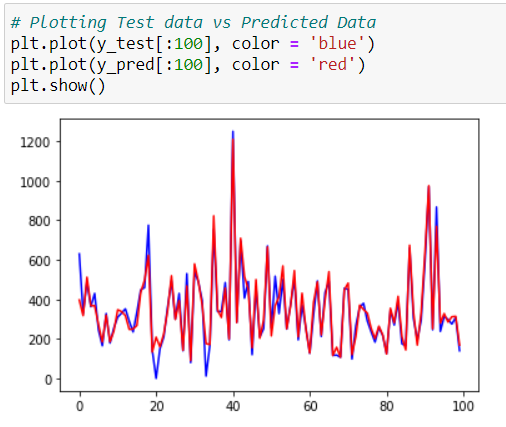 # Plotting Test data vs Predicted Data
plt.plot(y_test[:100], color = 'blue')
plt.plot(y_pred[:100], color = 'red')
plt.show()
1200
1000
800
600
400
200
0
0 20 40 60 80 100